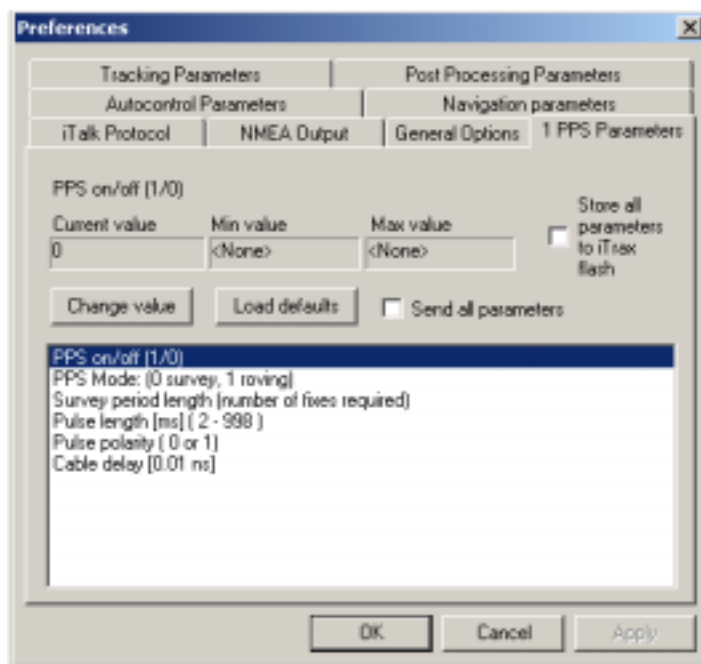 Preferences
Tracking Parameters Post Processing Parameters
Autocontrol Parameters Navigation parameters
iTalk Protocol NMEA Output General Options 1 PPS Parameters
PPS on/off (1/0)
Current value Min value Max value
0 <None> <None>
Store all
parameters
to iTrax
flash
Change value Load defaults Send all parameters
PPS on/off (1/0)
PPS Mode: (0 survey, 1 roving)
Survey period length (number of fixes required)
Pulse length [ms] ( 2 - 998 )
Pulse polarity ( 0 or 1)
Cable delay [0.01 ns]
OK Cancel Apply